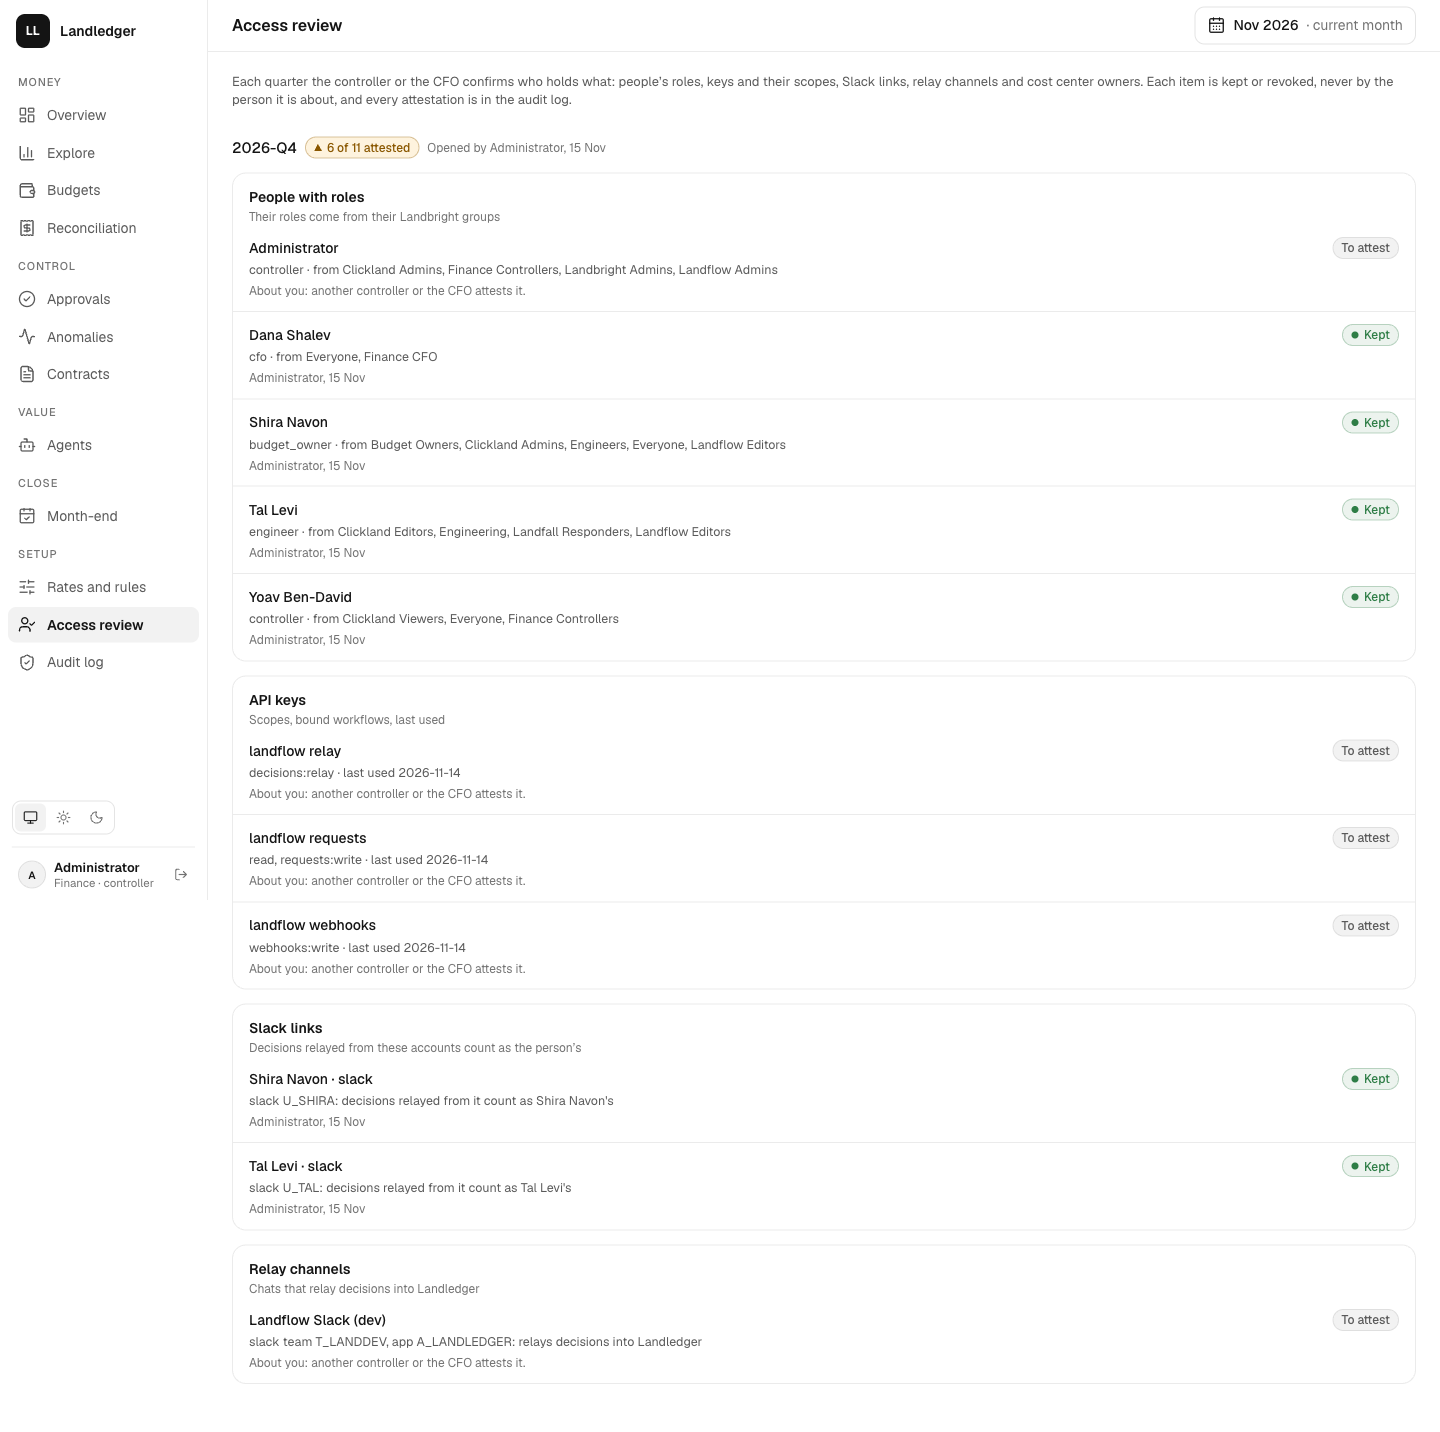 LL
Landledger
MONEY
Overview
Explore
Budgets
Reconciliation
CONTROL
Approvals
Anomalies
Contracts
VALUE
Agents
CLOSE
Month-end
SETUP
Rates and rules
Access review
Audit log
A
Administrator
Finance · controller
Access review
Nov 2026 · current month
Each quarter the controller or the CFO confirms who holds what: people's roles, keys and their scopes, Slack links, relay channels and cost center owners. Each item is kept or revoked, never by the
person it is about, and every attestation is in the audit log.
2026-Q4 ▲ 6 of 11 attested Opened by Administrator, 15 Nov
People with roles
Their roles come from their Landbright groups
Administrator To attest
controller · from Clickland Admins, Finance Controllers, Landbright Admins, Landflow Admins
About you: another controller or the CFO attests it.
Dana Shalev Kept
cfo · from Everyone, Finance CFO
Administrator, 15 Nov
Shira Navon Kept
budget_owner · from Budget Owners, Clickland Admins, Engineers, Everyone, Landflow Editors
Administrator, 15 Nov
Tal Levi Kept
engineer · from Clickland Editors, Engineering, Landfall Responders, Landflow Editors
Administrator, 15 Nov
Yoav Ben-David Kept
controller · from Clickland Viewers, Everyone, Finance Controllers
Administrator, 15 Nov
API keys
Scopes, bound workflows, last used
landflow relay To attest
decisions:relay · last used 2026-11-14
About you: another controller or the CFO attests it.
landflow requests To attest
read, requests:write · last used 2026-11-14
About you: another controller or the CFO attests it.
landflow webhooks To attest
webhooks:write · last used 2026-11-14
About you: another controller or the CFO attests it.
Slack links
Decisions relayed from these accounts count as the person's
Shira Navon · slack Kept
slack U_SHIRA: decisions relayed from it count as Shira Navon's
Administrator, 15 Nov
Tal Levi · slack Kept
slack U_TAL: decisions relayed from it count as Tal Levi's
Administrator, 15 Nov
Relay channels
Chats that relay decisions into Landledger
Landflow Slack (dev) To attest
slack team T_LANDDEV, app A_LANDLEDGER: relays decisions into Landledger
About you: another controller or the CFO attests it.